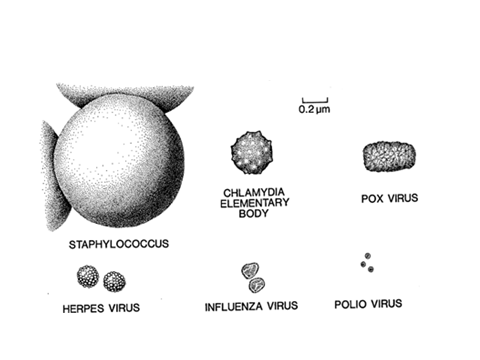 0.2 µm
CHLAMYDIA
ELEMENTARY
BODY
POX VIRUS
STAPHYLOCOCCUS
HERPES VIRUS
INFLUENZA VIRUS
POLIO VIRUS